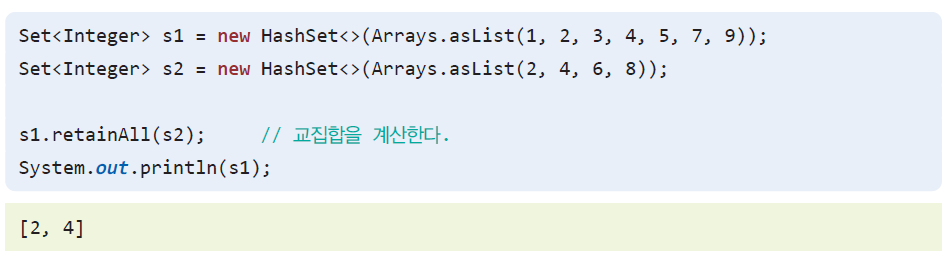 Set<Integer> s1 = new HashSet<>(Arrays.asList(1, 2, 3, 4, 5, 7, 9));
Set<Integer> s2 = new HashSet<>(Arrays.asList(2, 4, 6, 8));
s1.retainAll(s2); // 교집합을 계산한다.
System.out.println(s1);
[2, 4]